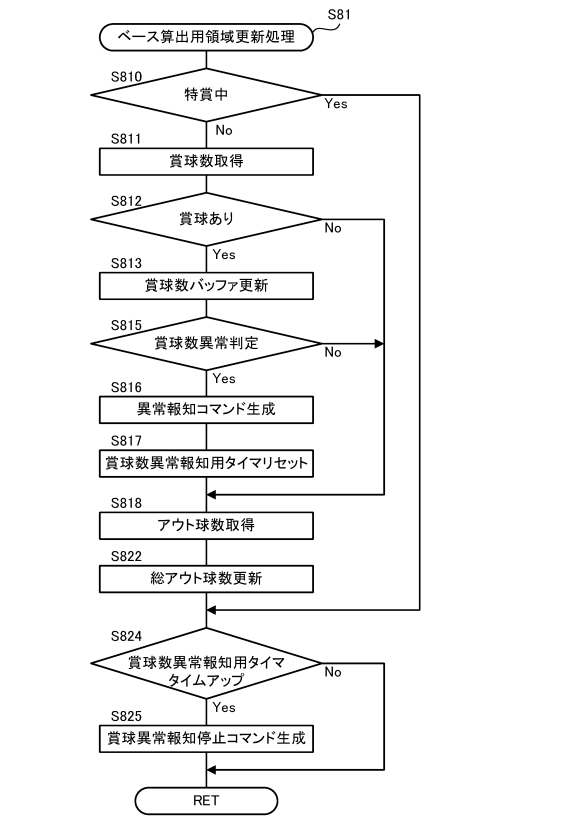 S81
ベース算出用領域更新処理
S810
特賞中
Yes
No
S811
賞球数取得
S812
賞球あり
No
Yes
S813
賞球数バッファ更新
S815
賞球数異常判定
No
Yes
S816
異常報知コマンド生成
S817
賞球数異常報知用タイマリセット
S818
アウト球数取得
S822
総アウト球数更新
S824
賞球数異常報知用タイマ
タイムアップ
No
Yes
S825
賞球異常報知停止コマンド生成
RET